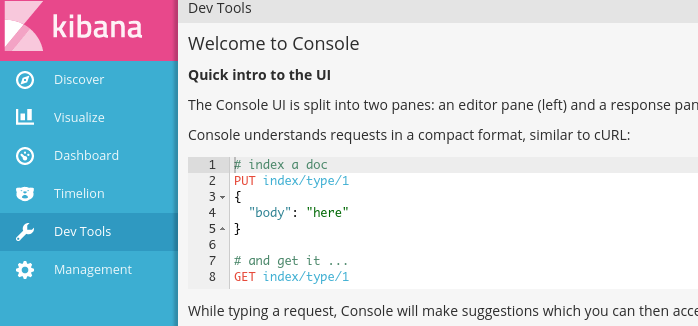 kibana
Discover
Visualize
Dashboard
Timelion
Dev Tools
Management
Dev Tools
Welcome to Console
Quick intro to the UI
The Console UI is split into two panes: an editor pane (left) and a response pan
Console understands requests in a compact format, similar to cURL:
1 # index a doc
2 PUT index/type/1
3 {
4 "body": "here"
5 }
6
7 # and get it ...
8 GET index/type/1
While typing a request, Console will make suggestions which you can then acce